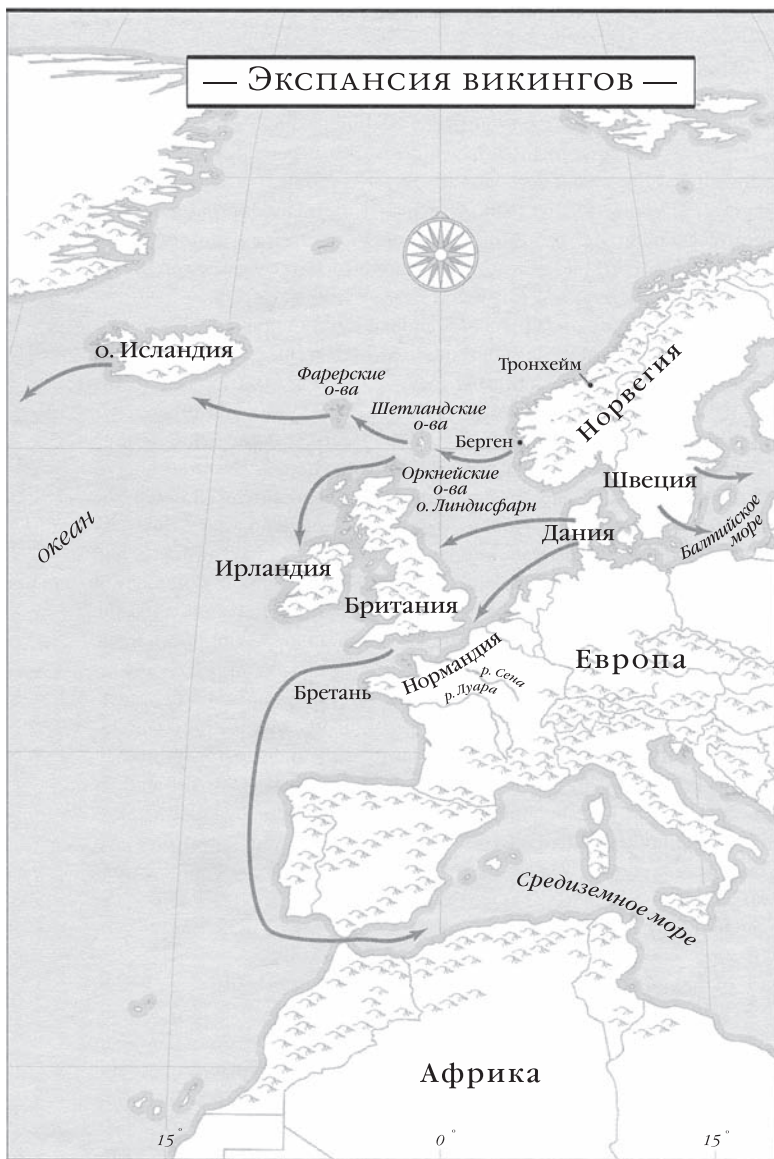 — Экспансия викингов —
о. Исландия
Фарерские
о-ва
Шетландские
о-ва
Тронхейм
Норвегия
Берген
Оркнейские
о-ва
о. Линдисфарн
Швеция
Балтийское
море
Дания
океан
Ирландия
Британия
Европа
Нормандия
р. Сена
р. Луара
Бретань
Средиземное море
Африка
15°
0°
15°